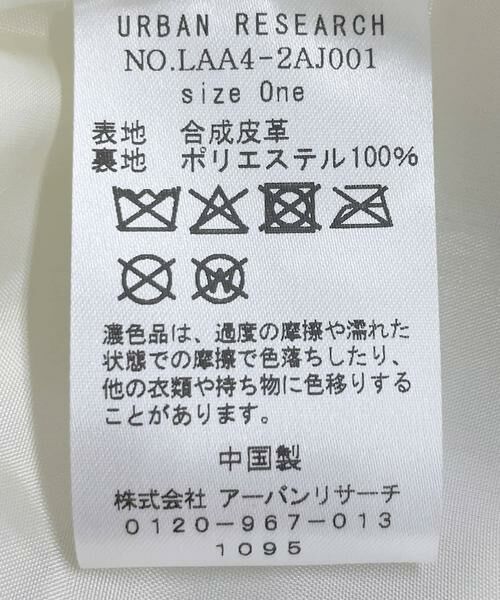 URBAN RESEARCH
NO.LAA4-2AJ001
size One
表地 合成皮革
裏地 ポリエステル100%
W
濃色品は、過度の摩擦や濡れた
状態での摩擦で色落ちしたり、
他の衣類や持ち物に色移りする
ことがあります。
中国製
株式会社 アーバンリサーチ
0120-967-013
1095